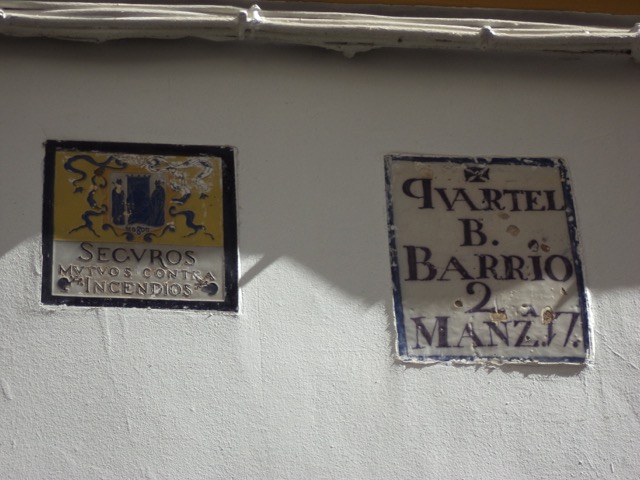 SEGVROS
MVTVOS CONTRA
INCENDIOS
QVARTEL
B.
BARRIO
2
MANZ.ª 17.